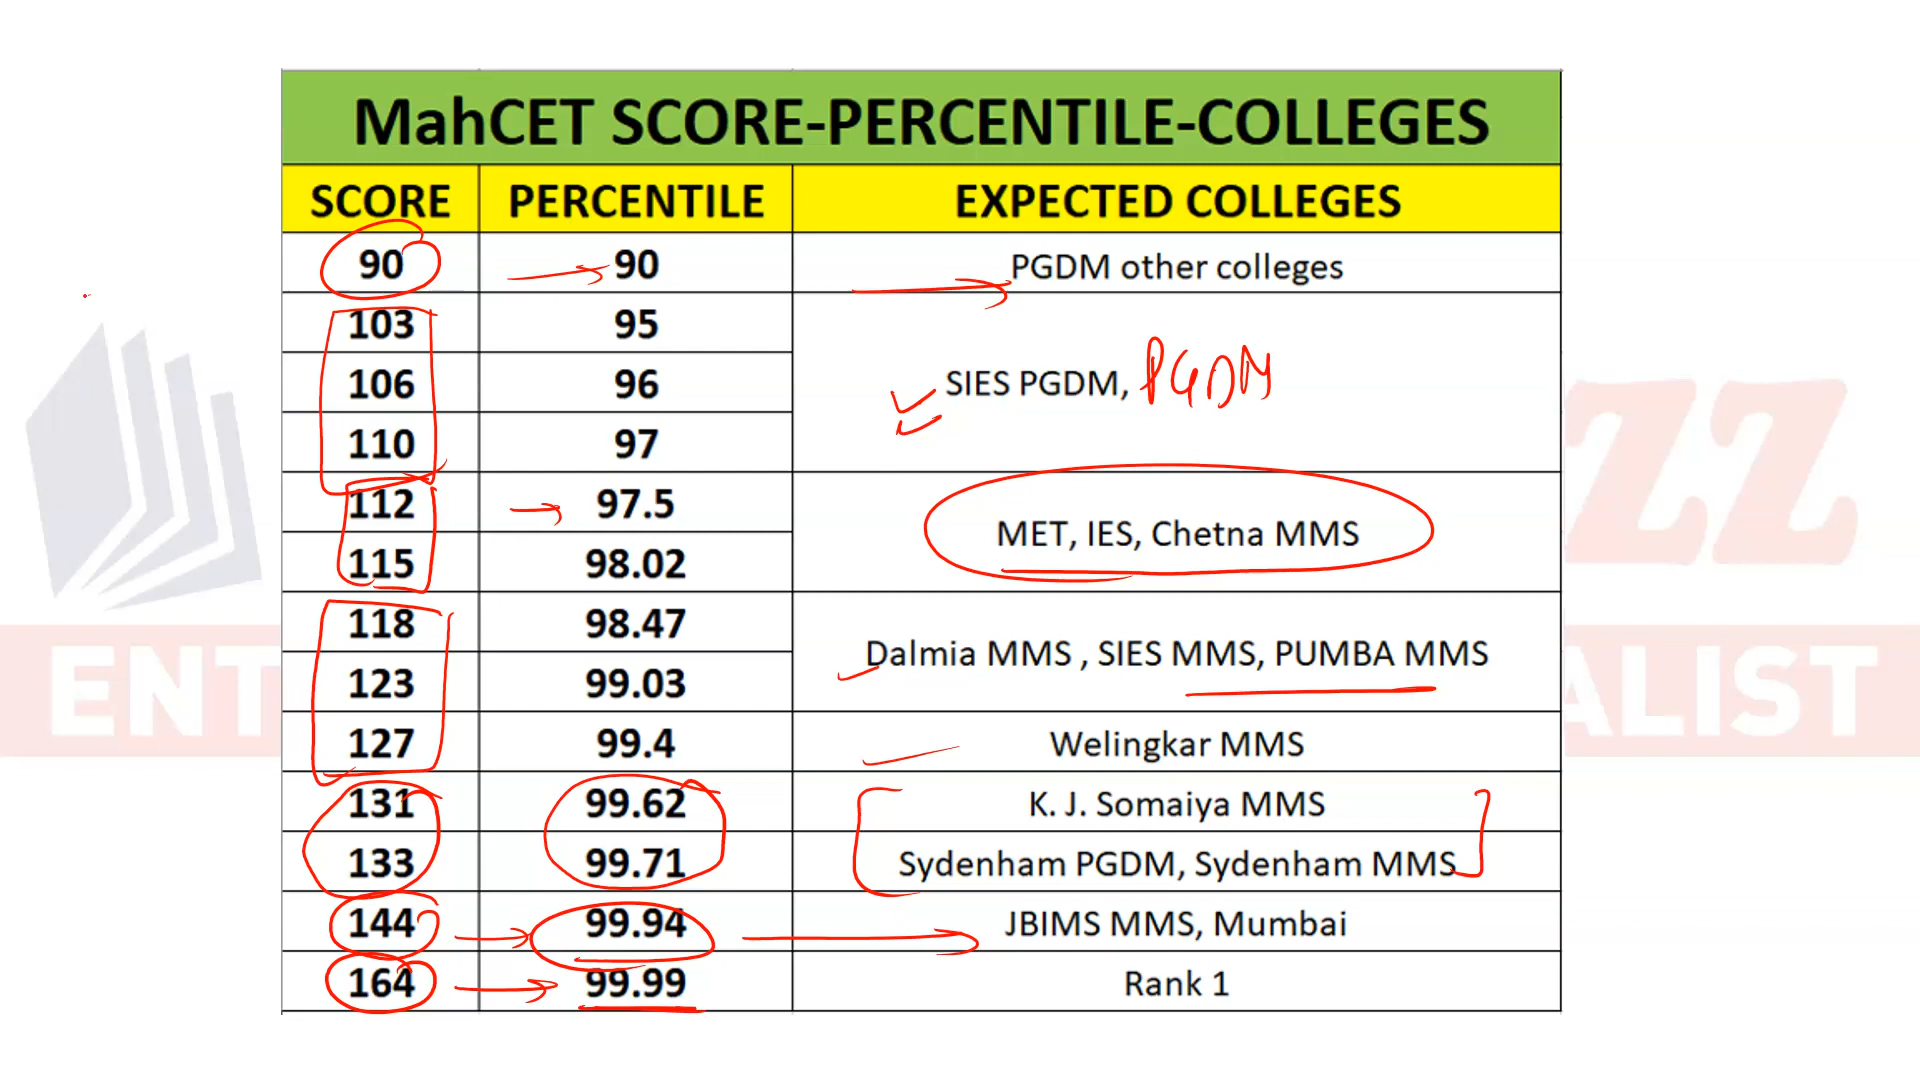 MahCET SCORE-PERCENTILE-COLLEGES
SCORE PERCENTILE EXPECTED COLLEGES
90 90 PGDM other colleges
103 95
106 96 SIES PGDM, PGDM
110 97
112 97.5
MET, IES, Chetna MMS
115 98.02
118 98.47
Dalmia MMS , SIES MMS, PUMBA MMS
123 99.03
127 99.4 Welingkar MMS
131 99.62 K. J. Somaiya MMS
133 99.71 Sydenham PGDM, Sydenham MMS
144 99.94 JBIMS MMS, Mumbai
164 99.99 Rank 1
ZZ
ENT ALIST